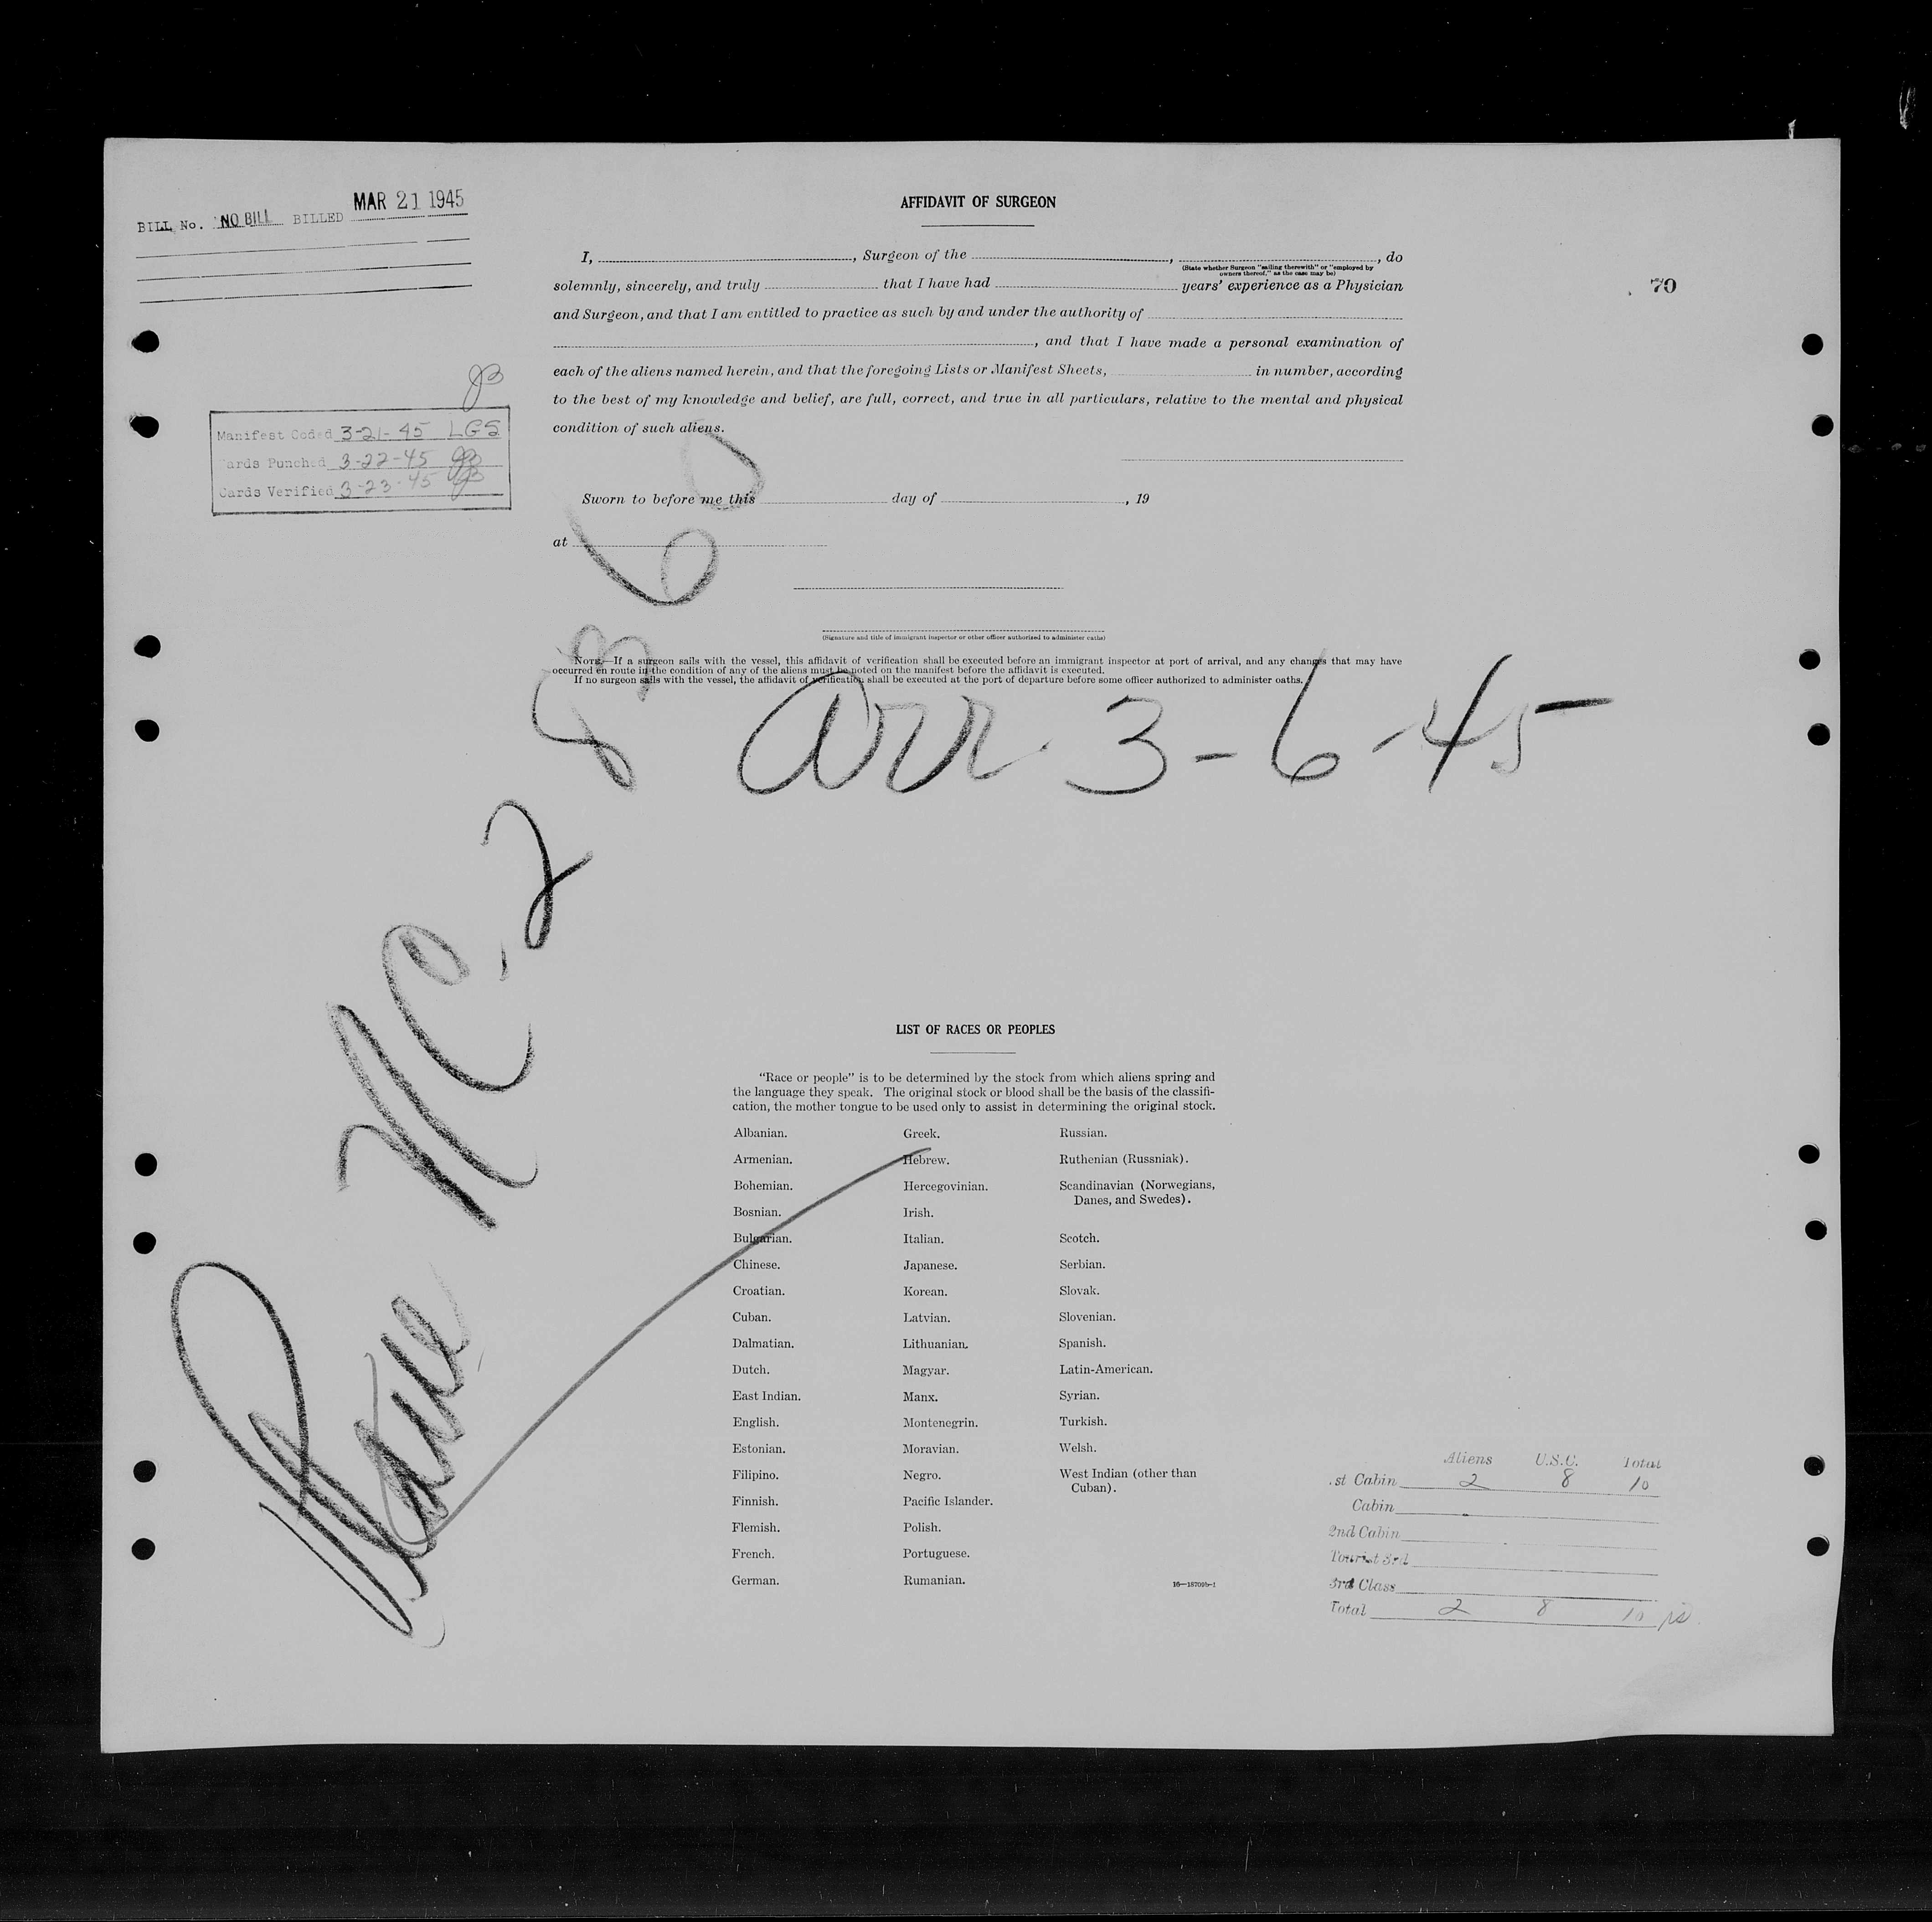 BILL No. NO BILL BILLED MAR 21 1945
AFFIDAVIT OF SURGEON
I, , Surgeon of the , , do
(State whether Surgeon "sailing therewith" or "employed by
owners thereof," as the case may be)
solemnly, sincerely, and truly that I have had years' experience as a Physician
70
and Surgeon, and that I am entitled to practice as such by and under the authority of
, and that I have made a personal examination of
each of the aliens named herein, and that the foregoing Lists or Manifest Sheets, in number, according
to the best of my knowledge and belief, are full, correct, and true in all particulars, relative to the mental and physical
condition of such aliens.
Manifest Coded 3-21-45 LGS
Cards Punched 3-22-45
Cards Verified 3-23-45
Sworn to before me this day of , 19
at
(Signature and title of immigrant inspector or other officer authorized to administer oaths)
NOTE.—If a surgeon sails with the vessel, this affidavit of verification shall be executed before an immigrant inspector at port of arrival, and any changes that may have
occurred en route in the condition of any of the aliens must be noted on the manifest before the affidavit is executed.
If no surgeon sails with the vessel, the affidavit of verification shall be executed at the port of departure before some officer authorized to administer oaths.
Arr. 3-6-45
Plane NC. 28360
LIST OF RACES OR PEOPLES
"Race or people" is to be determined by the stock from which aliens spring and
the language they speak. The original stock or blood shall be the basis of the classifi-
cation, the mother tongue to be used only to assist in determining the original stock.
Albanian. Greek. Russian.
Armenian. Hebrew. Ruthenian (Russniak).
Bohemian. Hercegovinian. Scandinavian (Norwegians,
Danes, and Swedes).
Bosnian. Irish.
Bulgarian. Italian. Scotch.
Chinese. Japanese. Serbian.
Croatian. Korean. Slovak.
Cuban. Latvian. Slovenian.
Dalmatian. Lithuanian. Spanish.
Dutch. Magyar. Latin-American.
East Indian. Manx. Syrian.
English. Montenegrin. Turkish.
Estonian. Moravian. Welsh.
Filipino. Negro. West Indian (other than
Cuban).
Finnish. Pacific Islander.
Flemish. Polish.
French. Portuguese.
German. Rumanian.
16—18709b-1
Aliens U.S.C. Total
1st Cabin 2 8 10
Cabin
2nd Cabin
Tourist 3rd
3rd Class
Total 2 8 10